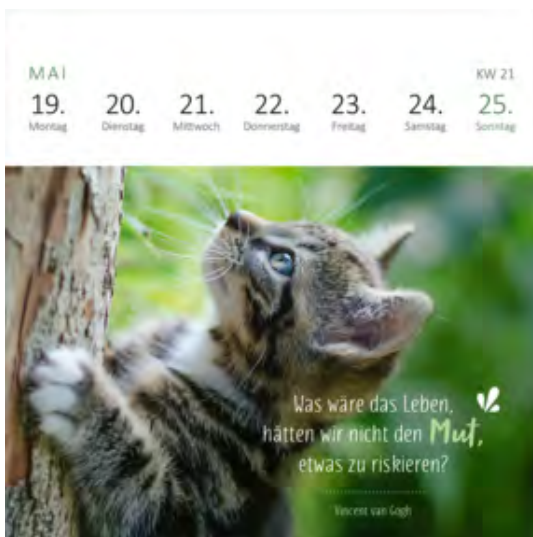 MAI
KW 21
19. 20. 21. 22. 23. 24. 25.
Montag Dienstag Mittwoch Donnerstag Freitag Samstag Sonntag
Was wäre das Leben,
hätten wir nicht den Mut,
etwas zu riskieren?
Vincent van Gogh